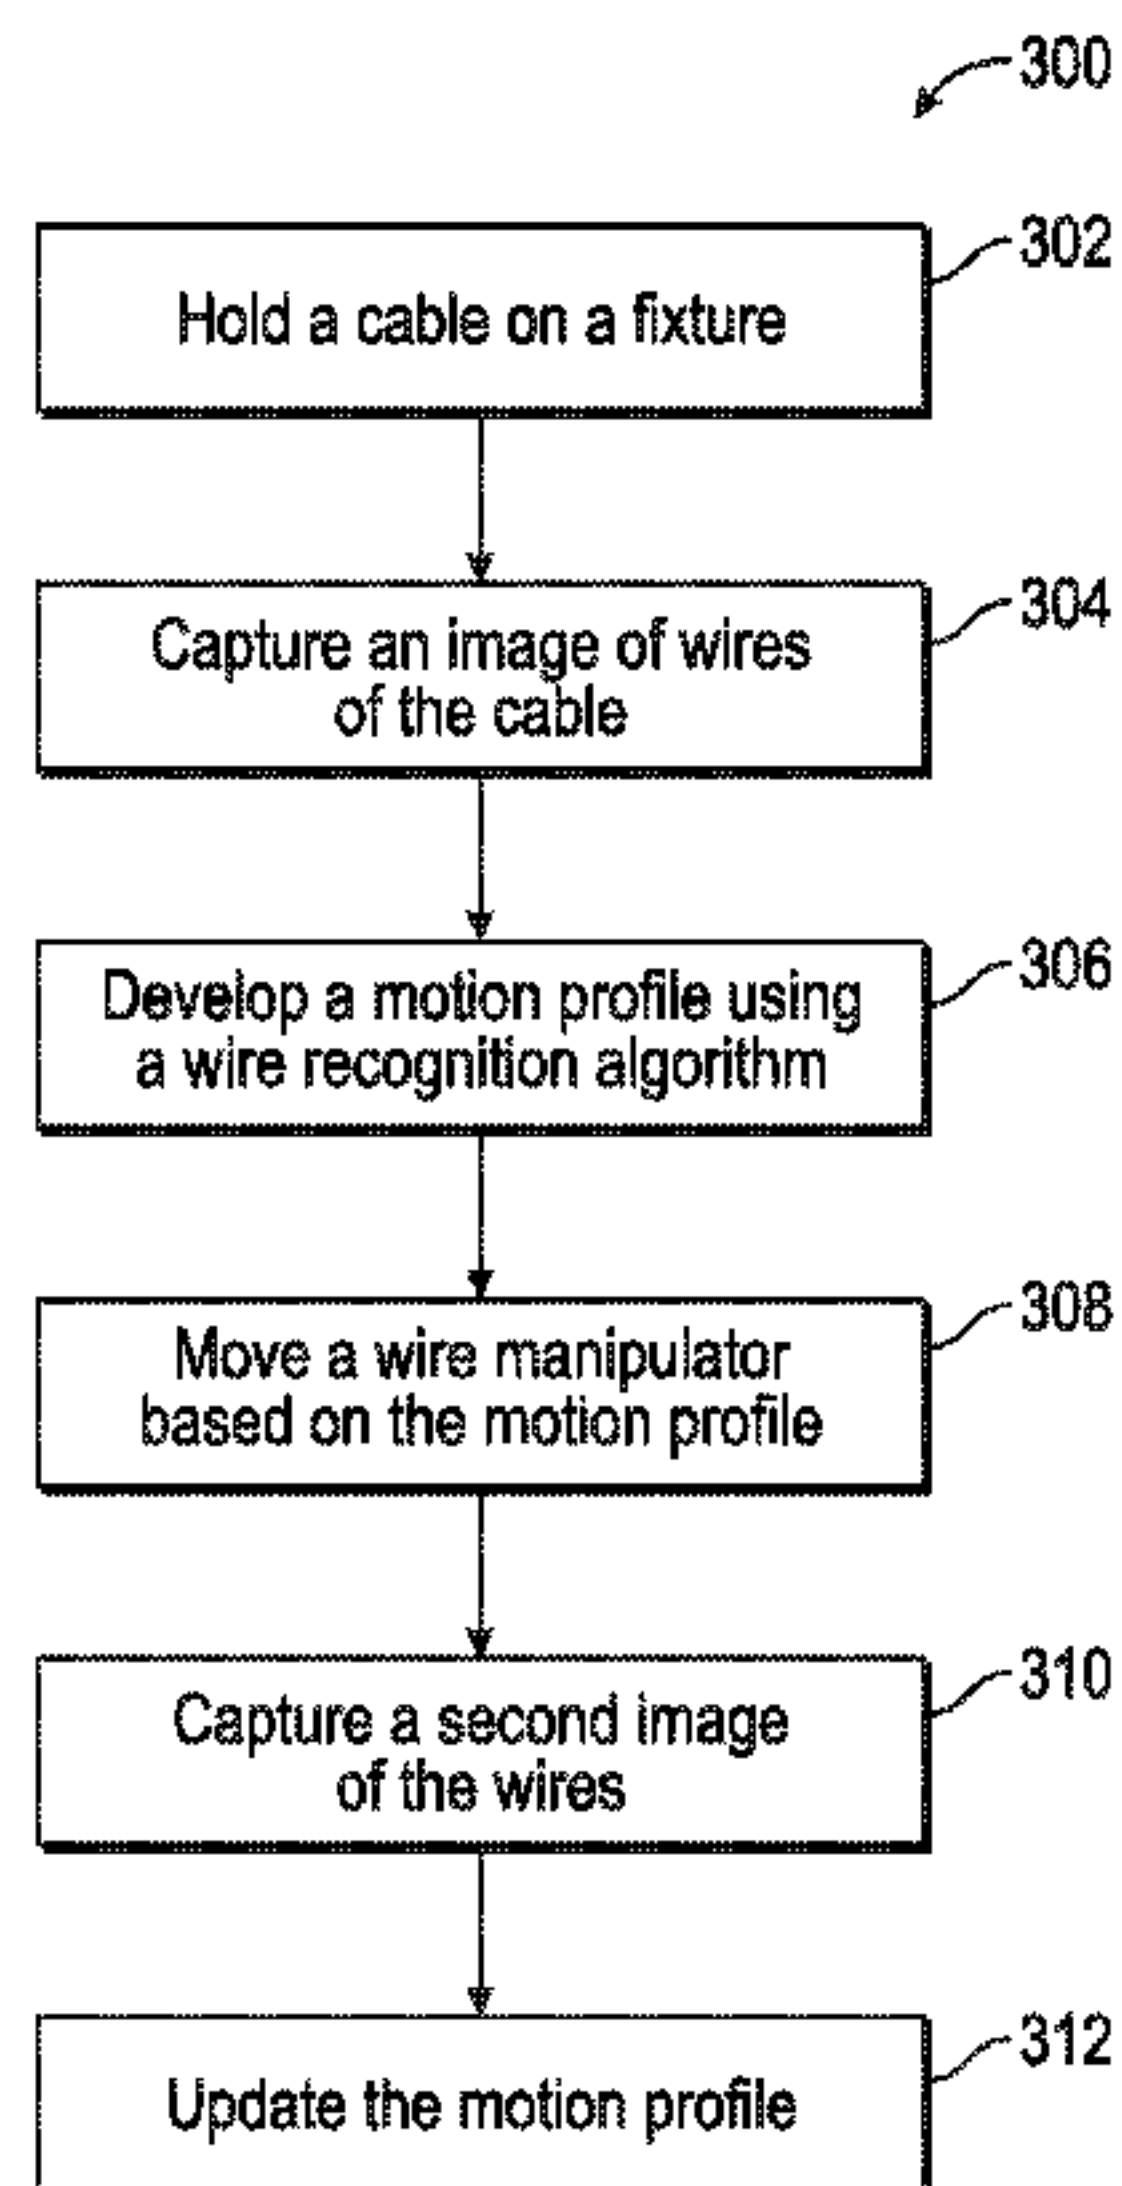 300
302
Hold a cable on a fixture
304
Capture an image of wires
of the cable
306
Develop a motion profile using
a wire recognition algorithm
308
Move a wire manipulator
based on the motion profile
310
Capture a second image
of the wires
312
Update the motion profile